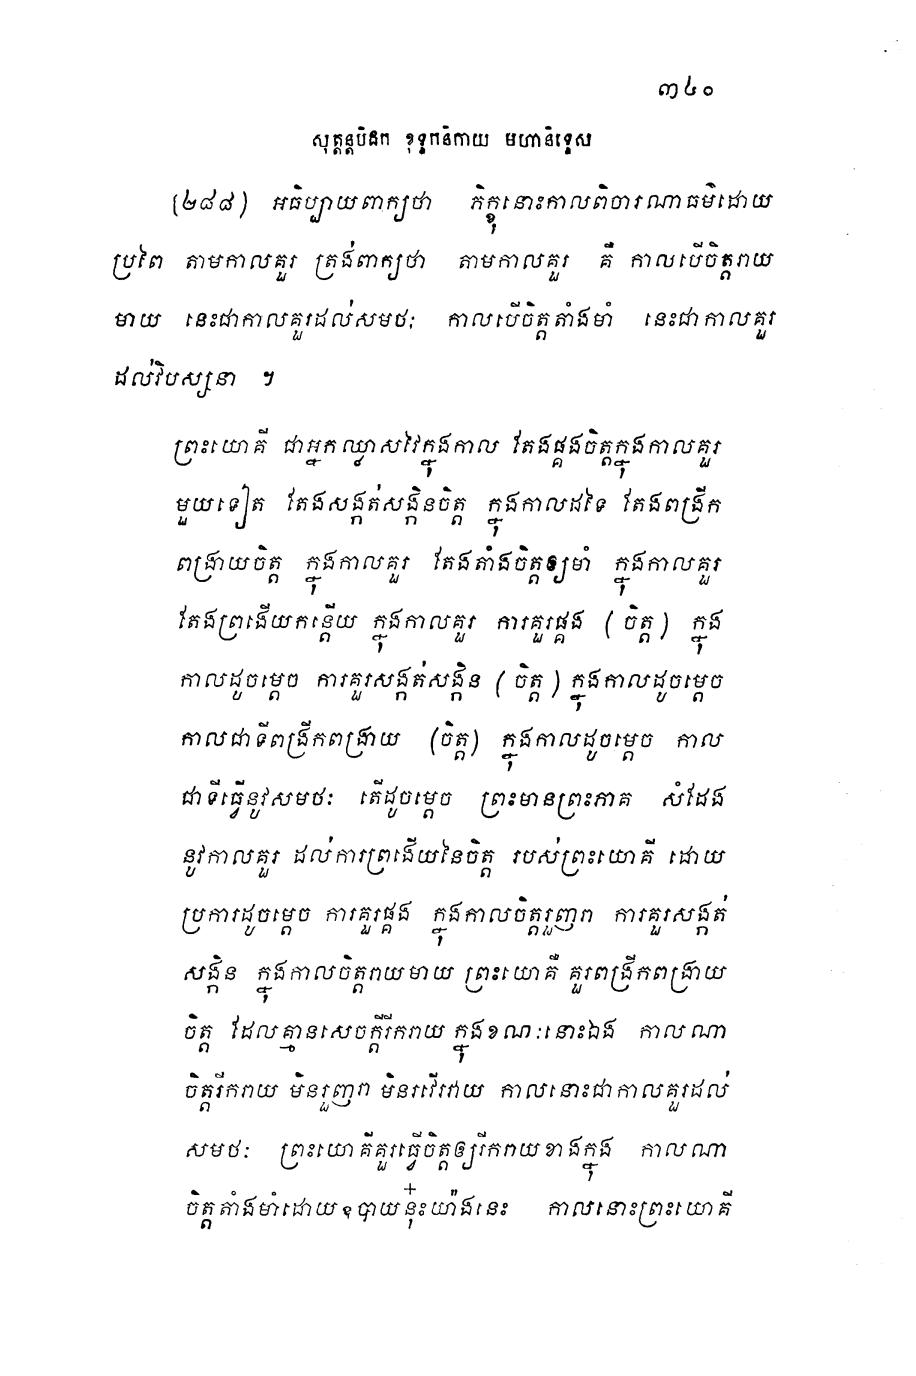 ៣៤០
សុត្តន្តបិដក ខុទ្ទកនិកាយ មហានិទ្ទេស
(២៨៨) អធិប្បាយពាក្យថា ភិក្ខុនោះកាលពិចារណាធម៌ដោយ
ប្រពៃ តាមកាលគួរ ត្រង់ពាក្យថា តាមកាលគួរ គឺ កាលបើចិត្តរាយ
មាយ នេះជាកាលគួរដល់សមថៈ កាលបើចិត្តតាំងមាំ នេះជាកាលគួរ
ដល់វិបស្សនា ។
ព្រះយោគី ជាអ្នកឈ្លាសវៃក្នុងកាល តែងផ្គងចិត្តក្នុងកាលគួរ
មួយទៀត តែងសង្កត់សង្កិនចិត្ត ក្នុងកាលដទៃ តែងពង្រីក
ពង្រាយចិត្ត ក្នុងកាលគួរ តែងតាំងចិត្តឲ្យមាំ ក្នុងកាលគួរ
តែងព្រងើយកន្តើយ ក្នុងកាលគួរ ការគួរផ្គង (ចិត្ត) ក្នុង
កាលដូចម្តេច ការគួរសង្កត់សង្កិន (ចិត្ត) ក្នុងកាលដូចម្តេច
កាលជាទីពង្រីកពង្រាយ (ចិត្ត) ក្នុងកាលដូចម្តេច កាល
ជាទីធ្វើនូវសមថៈ តើដូចម្តេច ព្រះមានព្រះភាគ សំដែង
នូវកាលគួរ ដល់ការព្រងើយនៃចិត្ត របស់ព្រះយោគី ដោយ
ប្រការដូចម្តេច ការគួរផ្គង ក្នុងកាលចិត្តរួញរា ការគួរសង្កត់
សង្កិន ក្នុងកាលចិត្តរាយមាយ ព្រះយោគី គួរពង្រីកពង្រាយ
ចិត្ត ដែលគ្មានសេចក្តីរីករាយ ក្នុងខណៈនោះឯង កាលណា
ចិត្តរីករាយ មិនរួញរា មិនរវើរវាយ កាលនោះជាកាលគួរដល់
សមថៈ ព្រះយោគីគួរធ្វើចិត្តឲ្យរីករាយខាងក្នុង កាលណា
ចិត្តតាំងមាំដោយឧបាយនុ៎ះយ៉ាងនេះ កាលនោះព្រះយោគី